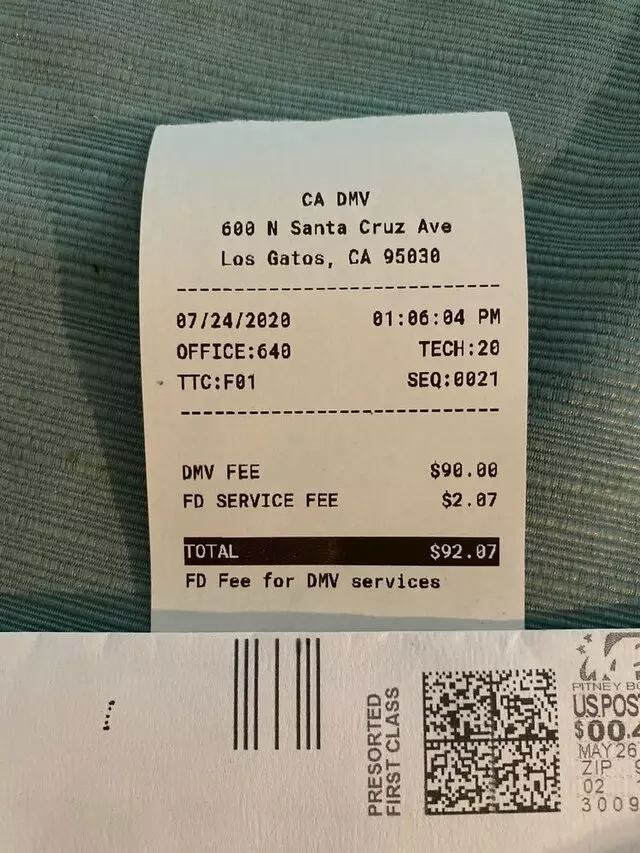 CA DMV
600 N Santa Cruz Ave
Los Gatos, CA 95030
07/24/2020 01:06:04 PM
OFFICE:640 TECH:20
TTC:F01 SEQ:0021
DMV FEE $90.00
FD SERVICE FEE $2.07
TOTAL $92.07
FD Fee for DMV services
PRESORTED
FIRST CLASS
PITNEY
US POS
$00.
MAY 26
ZIP
02
3009